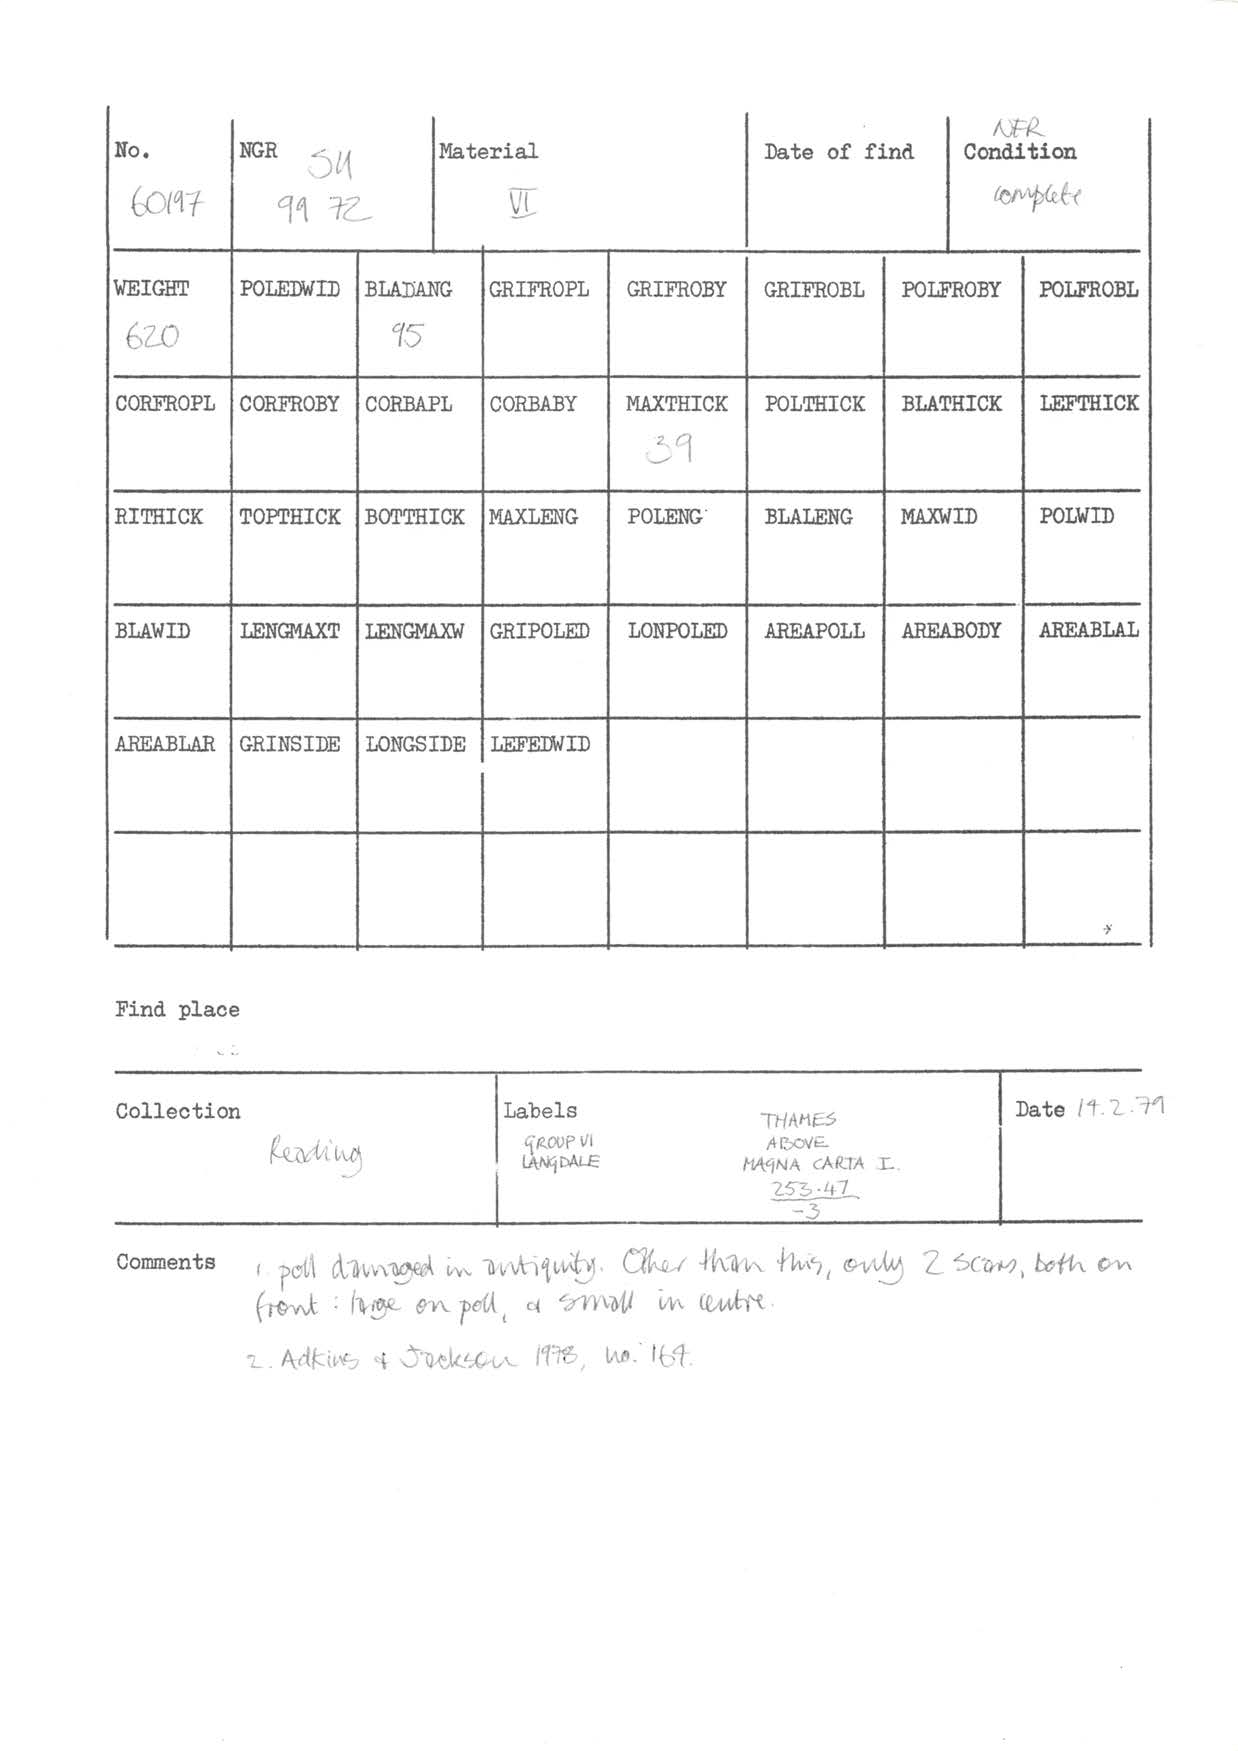 No. NGR SU Material Date of find NFR Condition
60197 99 72 VI complete
WEIGHT POLEDWID BLADANG GRIFROPL GRIFROBY GRIFROBL POLFROBY POLFROBL
620 95
CORFROPL CORFROBY CORBAPL CORBABY MAXTHICK POLTHICK BLATHICK LEFTHICK
39
RITHICK TOPTHICK BOTTHICK MAXLENG POLENG BLALENG MAXWID POLWID
BLAWID LENGMAXT LENGMAXW GRIPOLED LONPOLED AREAPOLL AREABODY AREABLAL
AREABLAR GRINSIDE LONGSIDE LEFEDWID
Find place
Collection
Reading
Labels
GROUP VI
LANGDALE
THAMES
ABOVE
MAGNA CARTA I.
253.47
-3
Date 14.2.79
Comments 1. poll damaged in antiquity. Other than this, only 2 scars, both on
front : large on poll, & small in centre.
2. Adkins & Jackson 1978, no. 164.